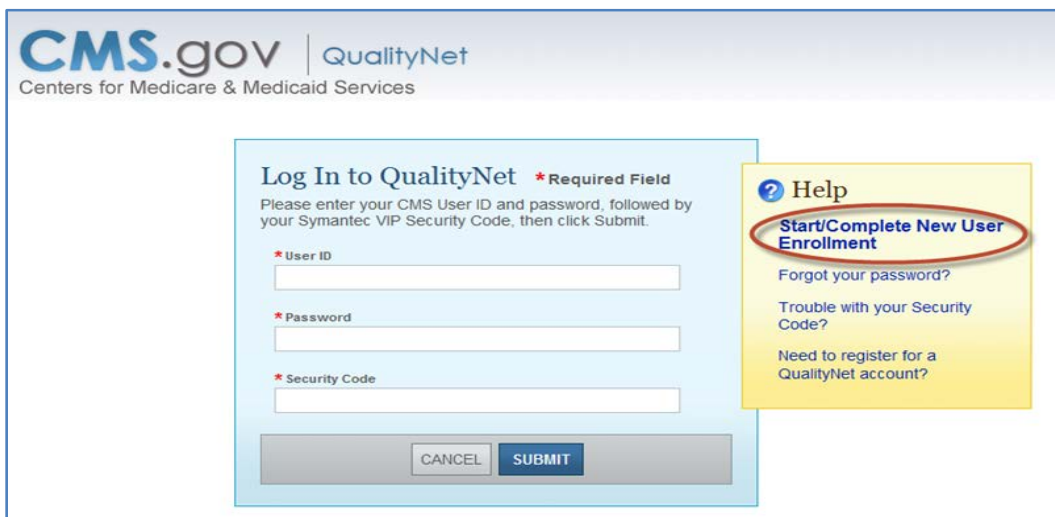 CMS.gov | QualityNet
Centers for Medicare & Medicaid Services
Log In to QualityNet *Required Field
Please enter your CMS User ID and password, followed by
your Symantec VIP Security Code, then click Submit.
* User ID
* Password
* Security Code
CANCEL SUBMIT
? Help
Start/Complete New User
Enrollment
Forgot your password?
Trouble with your Security
Code?
Need to register for a
QualityNet account?